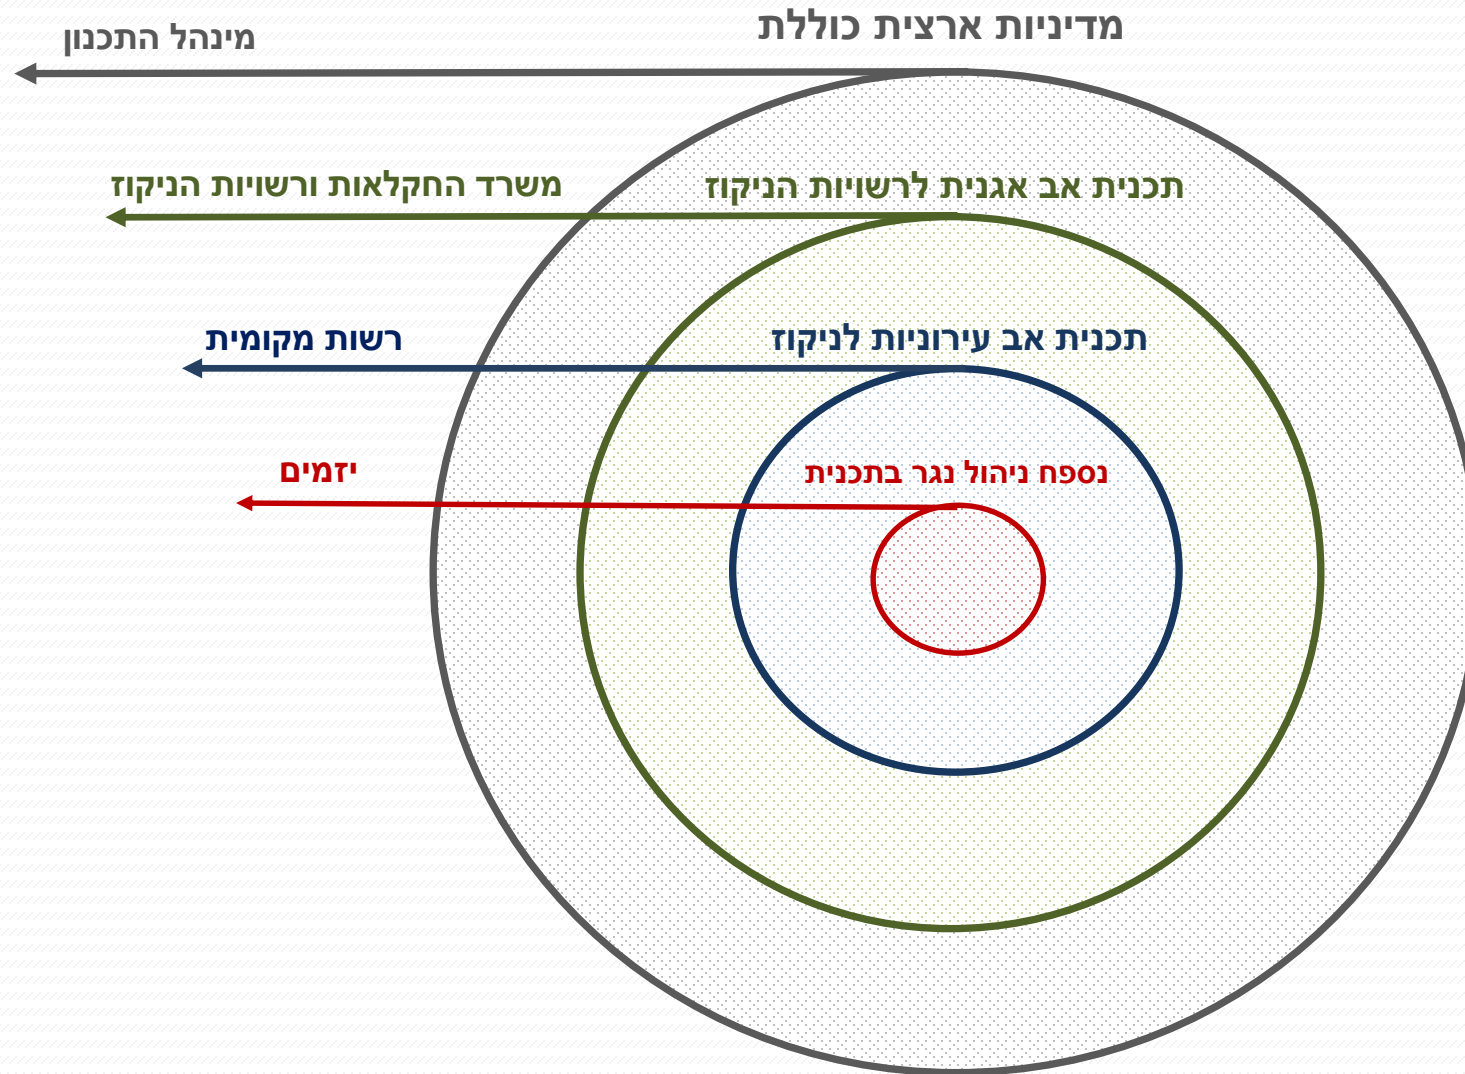 מדיניות ארצית כוללת
מינהל התכנון
תכנית אב אגנית לרשויות הניקוז
משרד החקלאות ורשויות הניקוז
תכנית אב עירוניות לניקוז
רשות מקומית
נספח ניהול נגר בתכנית
יזמים